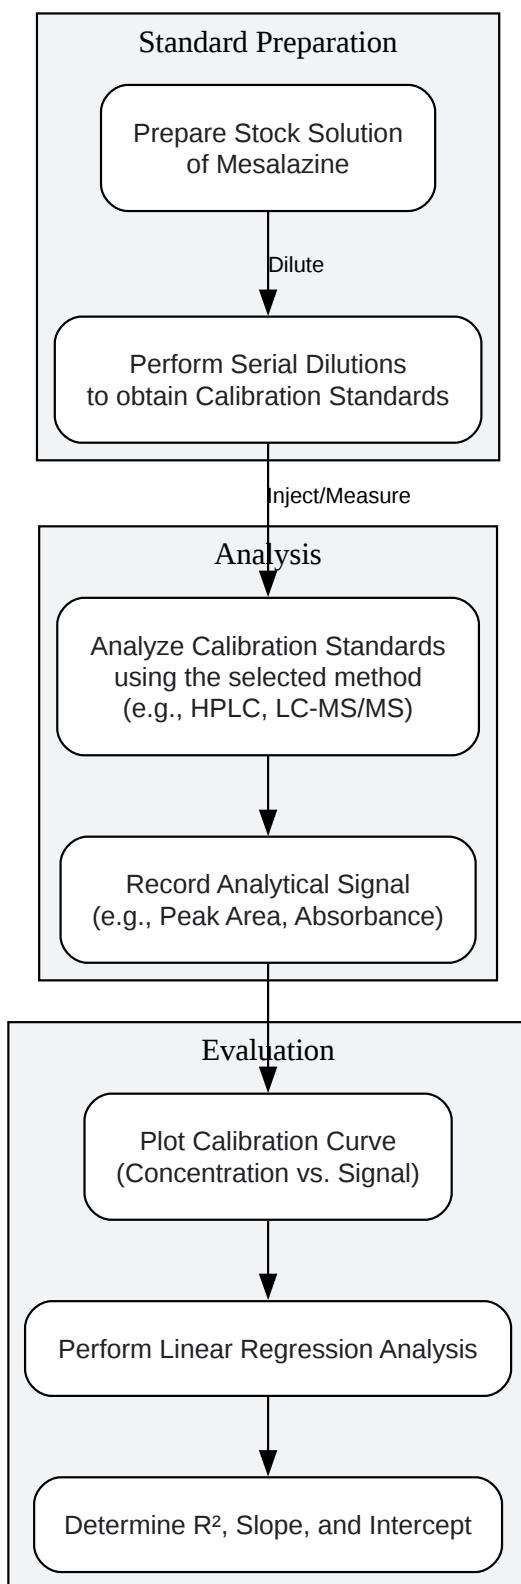 Standard Preparation
Prepare Stock Solution
of Mesalazine
Dilute
Perform Serial Dilutions
to obtain Calibration Standards
Inject/Measure
Analysis
Analyze Calibration Standards
using the selected method
(e.g., HPLC, LC-MS/MS)
Record Analytical Signal
(e.g., Peak Area, Absorbance)
Evaluation
Plot Calibration Curve
(Concentration vs. Signal)
Perform Linear Regression Analysis
Determine R², Slope, and Intercept